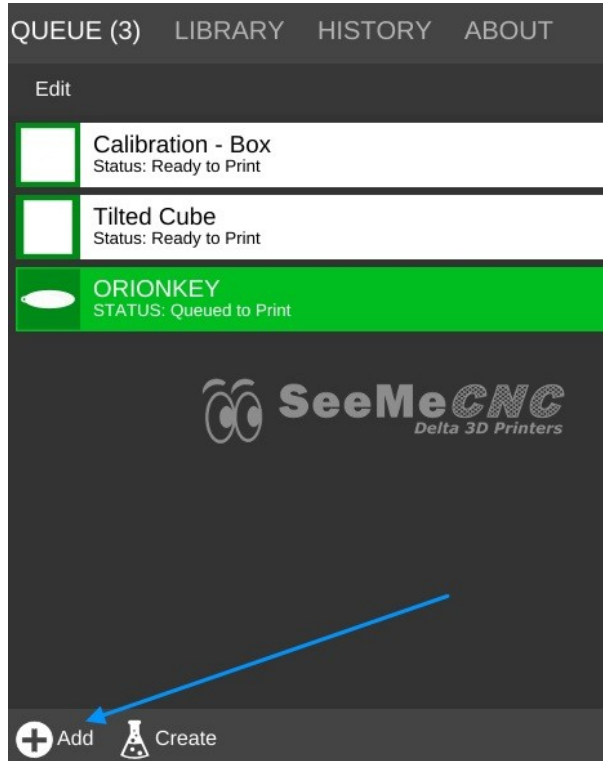 QUEUE (3) LIBRARY HISTORY ABOUT
Edit
Calibration - Box
Status: Ready to Print
Tilted Cube
Status: Ready to Print
ORIONKEY
STATUS: Queued to Print
SeeMeCNC
Delta 3D Printers
Add Create